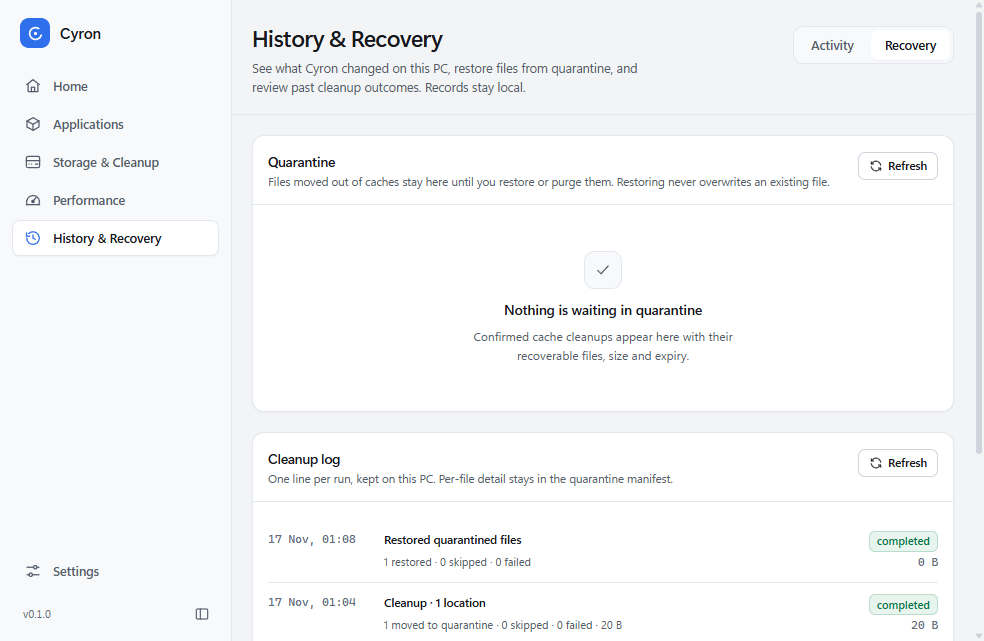 Cyron
Home
Applications
Storage & Cleanup
Performance
History & Recovery
Settings
v0.1.0
History & Recovery
See what Cyron changed on this PC, restore files from quarantine, and
review past cleanup outcomes. Records stay local.
Activity
Recovery
Quarantine
Files moved out of caches stay here until you restore or purge them. Restoring never overwrites an existing file.
Refresh
Nothing is waiting in quarantine
Confirmed cache cleanups appear here with their
recoverable files, size and expiry.
Cleanup log
One line per run, kept on this PC. Per-file detail stays in the quarantine manifest.
Refresh
17 Nov, 01:08
Restored quarantined files
completed
1 restored · 0 skipped · 0 failed
0 B
17 Nov, 01:04
Cleanup · 1 location
completed
1 moved to quarantine · 0 skipped · 0 failed · 20 B
20 B